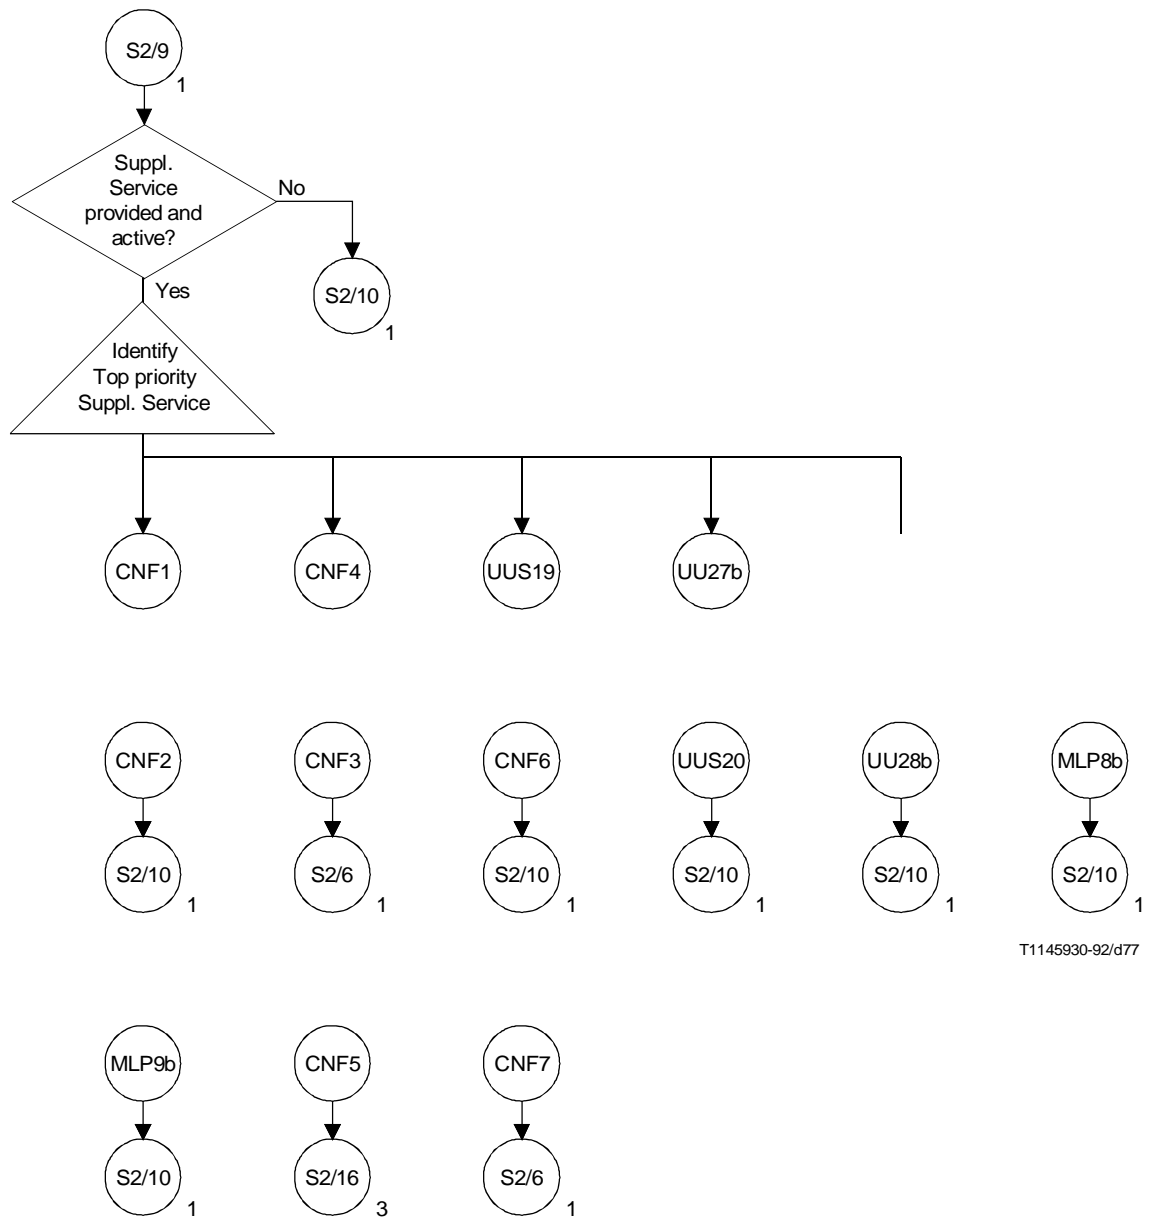 S2/9
1
Suppl.
Service
provided and
active?
No
S2/10
1
Yes
Identify
Top priority
Suppl. Service
CNF1
CNF4
UUS19
UU27b
CNF2
CNF3
CNF6
UUS20
UU28b
MLP8b
S2/10
1
S2/6
1
S2/10
1
S2/10
1
S2/10
1
S2/10
1
T1145930-92/d77
MLP9b
CNF5
CNF7
S2/10
1
S2/16
3
S2/6
1